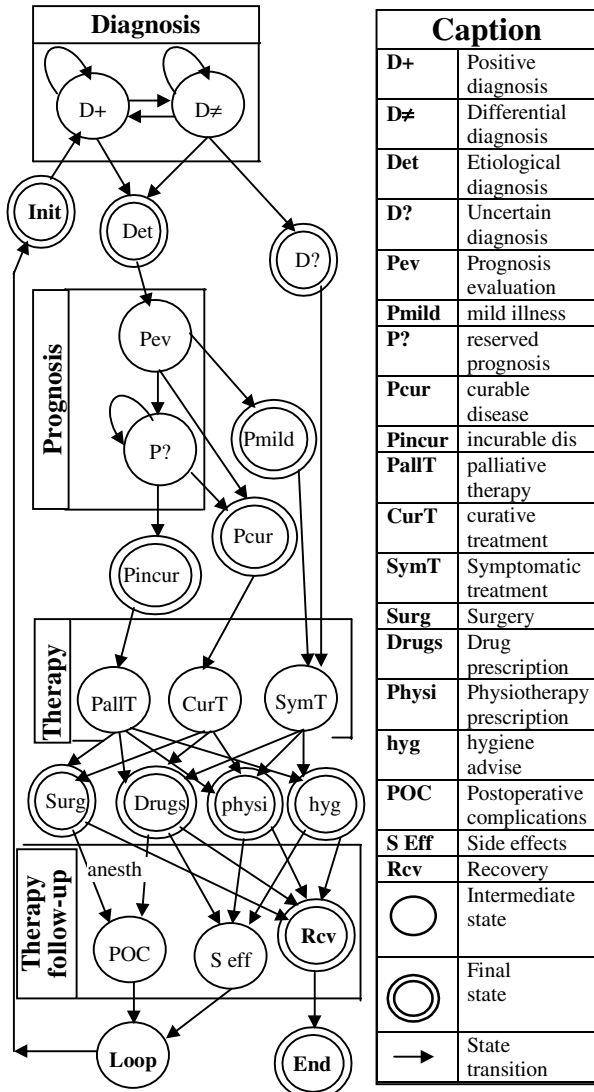 Diagnosis
D+
D≠
Init
Det
D?
Prognosis
Pev
P?
Pmild
Pcur
Pincur
Therapy
PallT
CurT
SymT
Surg
Drugs
physi
hyg
Therapy
follow-up
anesth
POC
S eff
Rcv
Loop
End
Caption
D+ Positive
diagnosis
D≠ Differential
diagnosis
Det Etiological
diagnosis
D? Uncertain
diagnosis
Pev Prognosis
evaluation
Pmild mild illness
P? reserved
prognosis
Pcur curable
disease
Pincur incurable dis
PallT palliative
therapy
CurT curative
treatment
SymT Symptomatic
treatment
Surg Surgery
Drugs Drug
prescription
Physi Physiotherapy
prescription
hyg hygiene
advise
POC Postoperative
complications
S Eff Side effects
Rcv Recovery
Intermediate
state
Final
state
State
transition